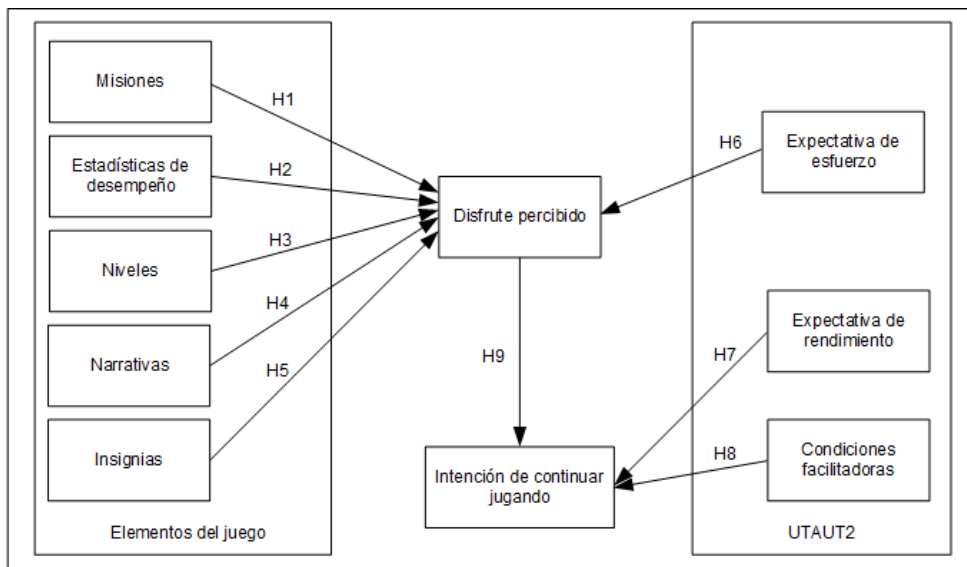 Misiones
H1
Estadísticas de
desempeño
H2
Niveles
H3
Narrativas
H4
Insignias
H5
Elementos del juego
Disfrute percibido
H9
Intención de continuar
jugando
H6
Expectativa de
esfuerzo
H7
Expectativa de
rendimiento
H8
Condiciones
facilitadoras
UTAUT2